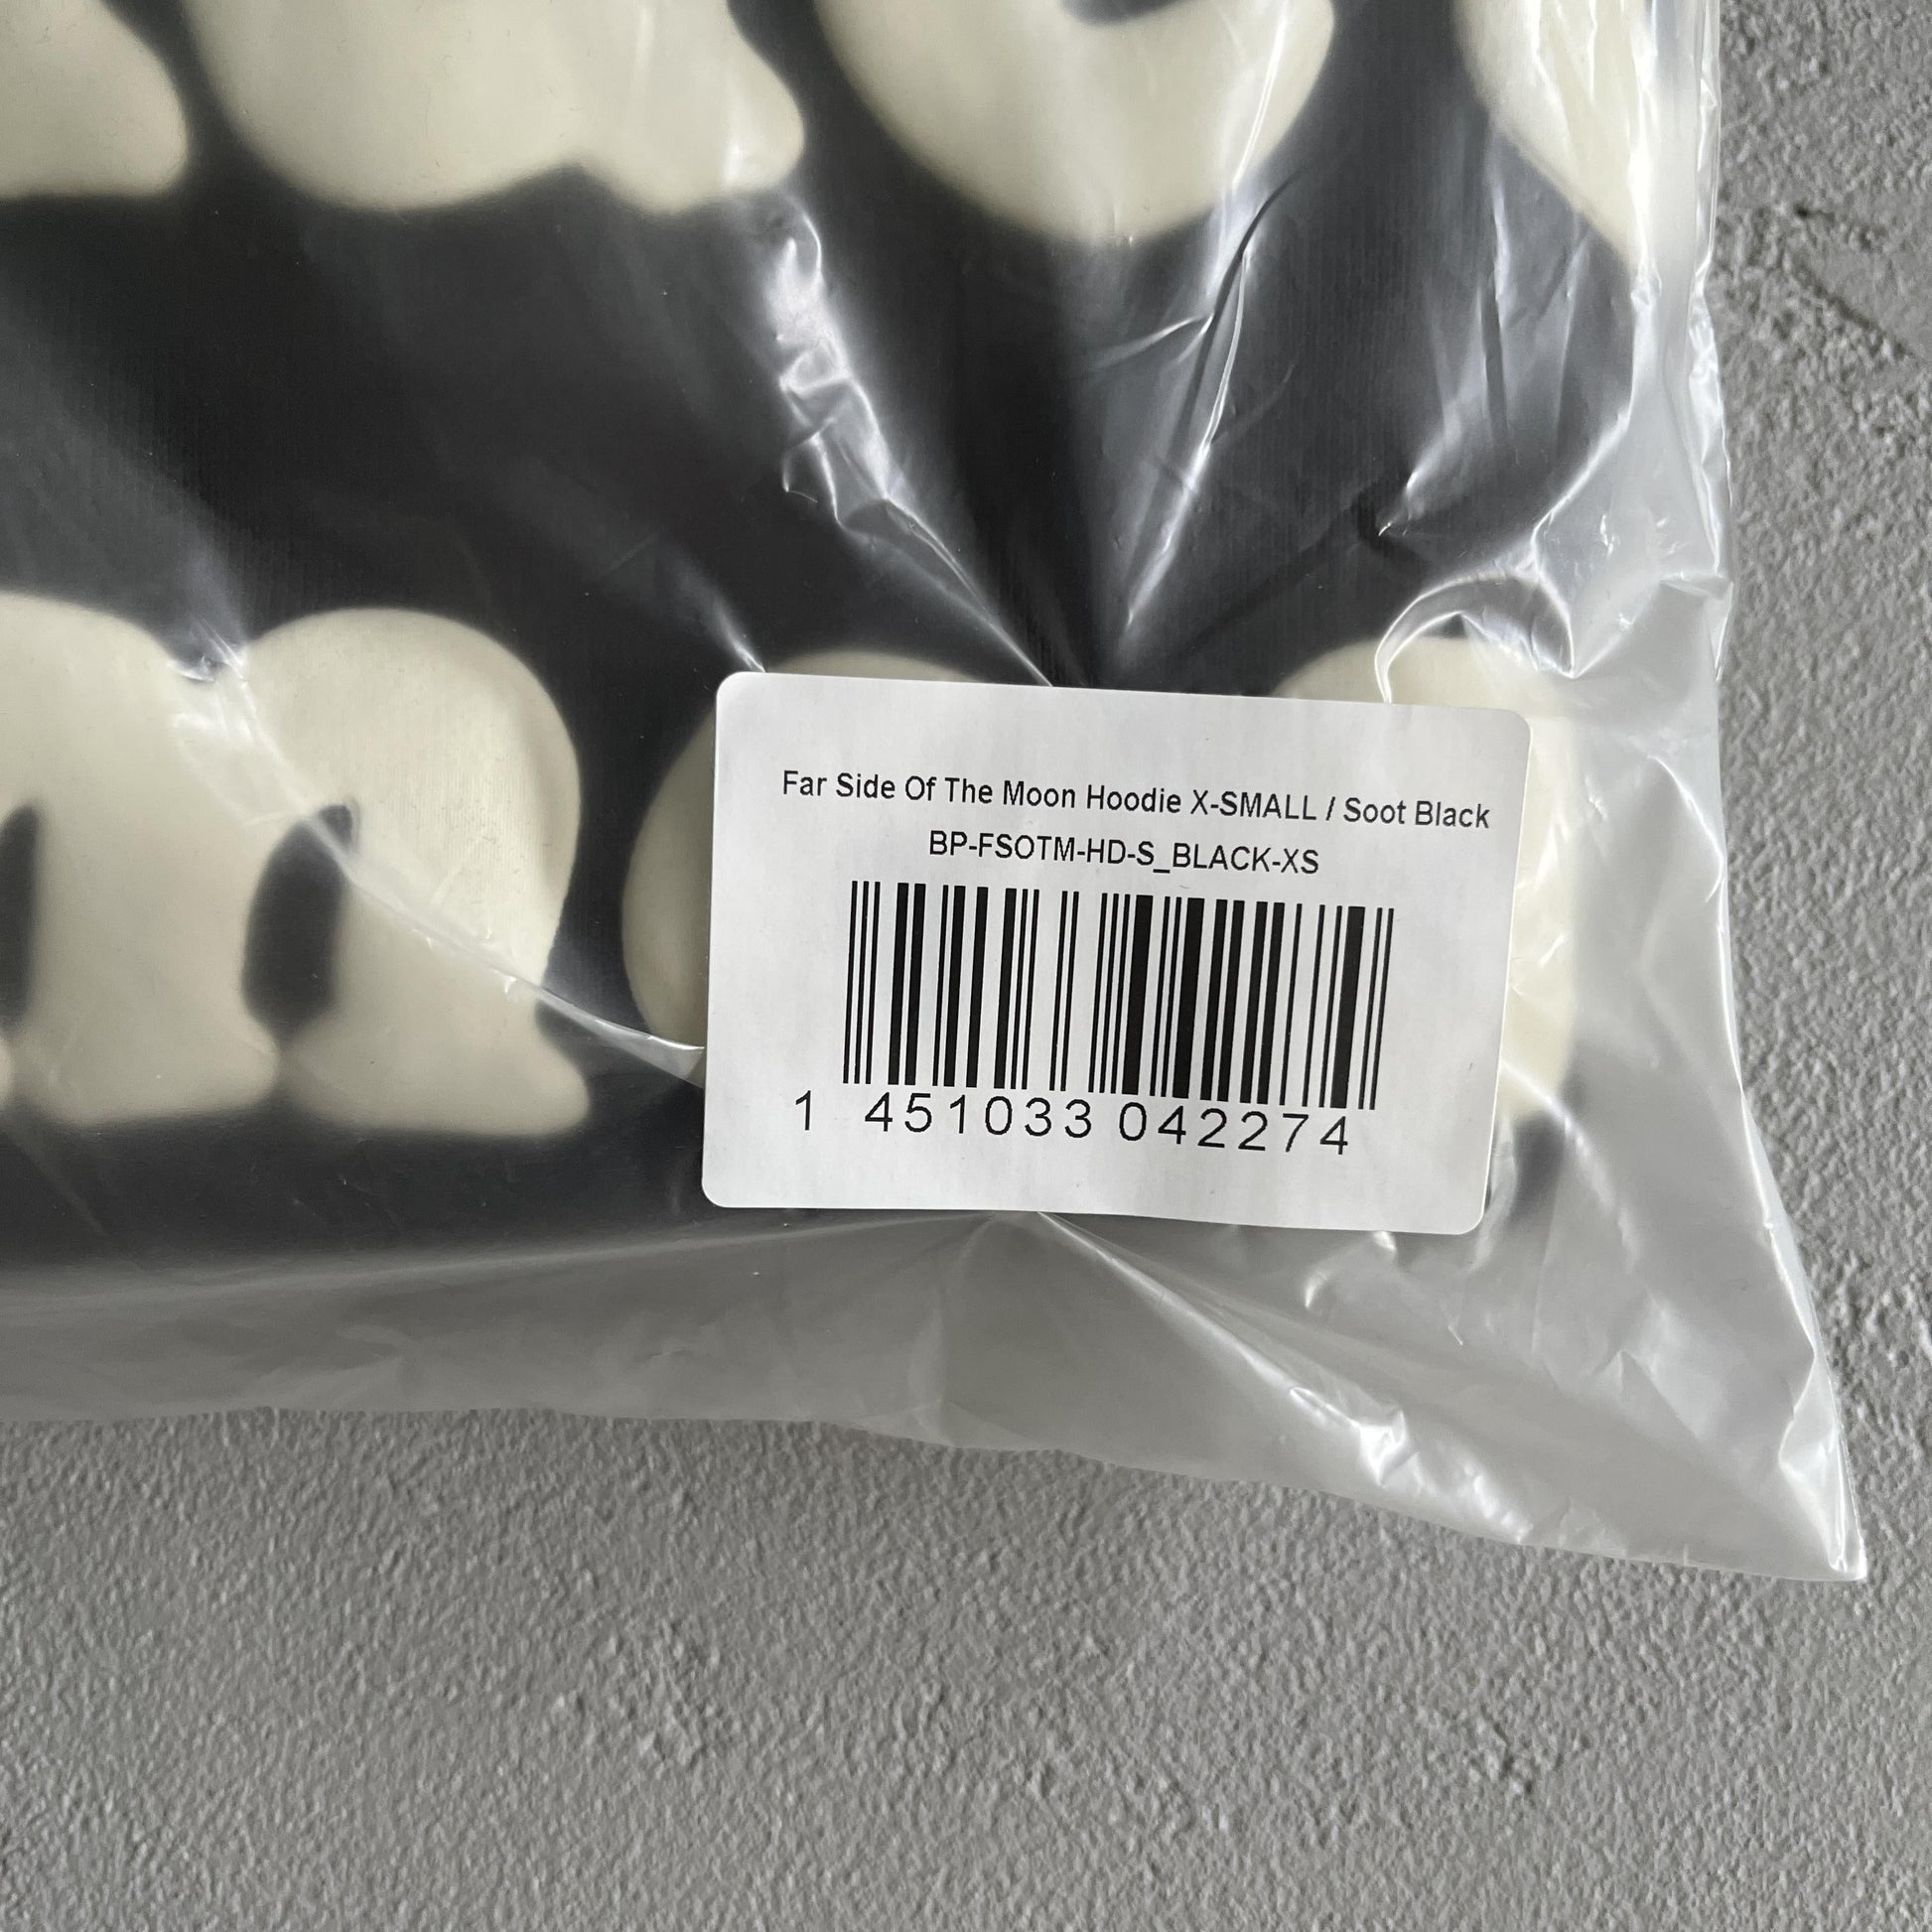 Far Side Of The Moon Hoodie X-SMALL / Soot Black
BP-FSOTM-HD-S_BLACK-XS
1 451033 042274